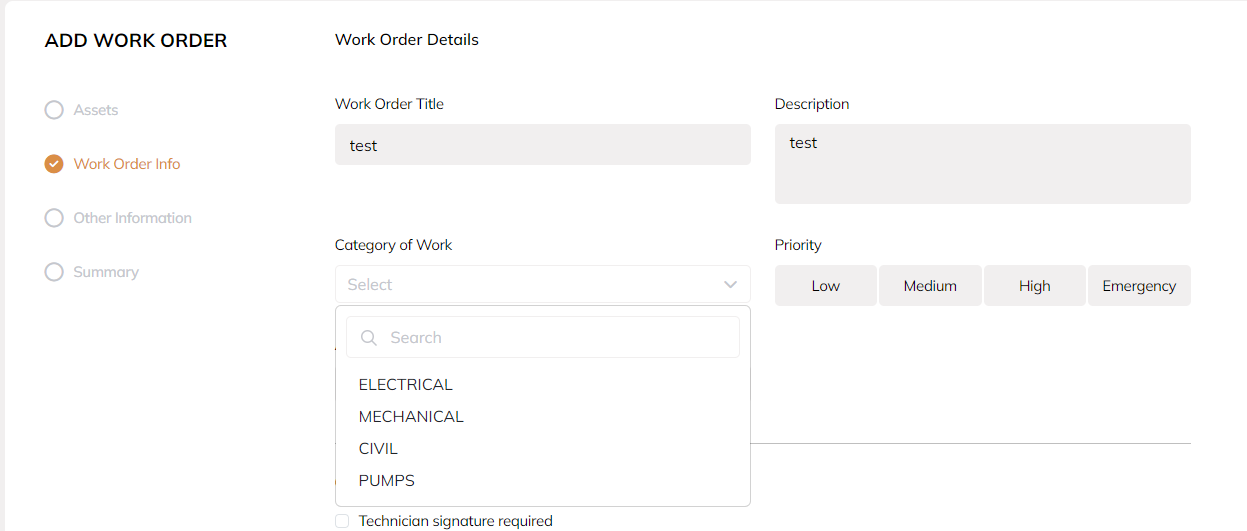 ADD WORK ORDER
Work Order Details
Assets
Work Order Info
Other Information
Summary
Work Order Title
test
Description
test
Category of Work
Select
Search
ELECTRICAL
MECHANICAL
CIVIL
PUMPS
Priority
Low
Medium
High
Emergency
Technician signature required